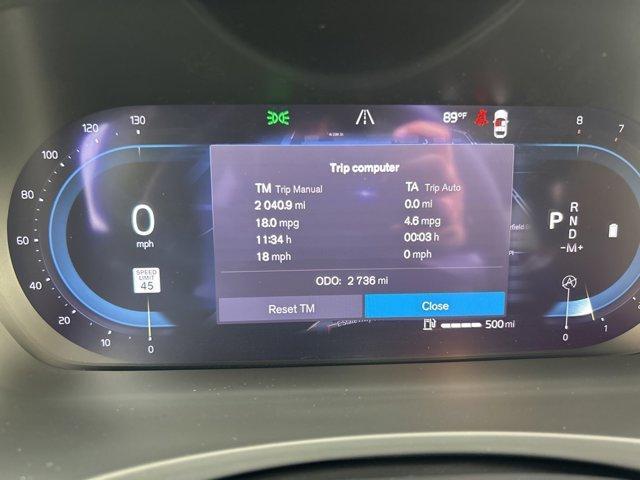 89°F
130
120
100
80
60
40
20
10
0
0
mph
SPEED
LIMIT
45
Trip computer
TM Trip Manual
TA Trip Auto
2 040.9 mi
0.0 mi
18.0 mpg
4.6 mpg
11:34 h
00:03 h
18 mph
0 mph
ODO: 2 736 mi
Reset TM
Close
500 mi
8
7
P
R
N
D
-M+
A
0
1